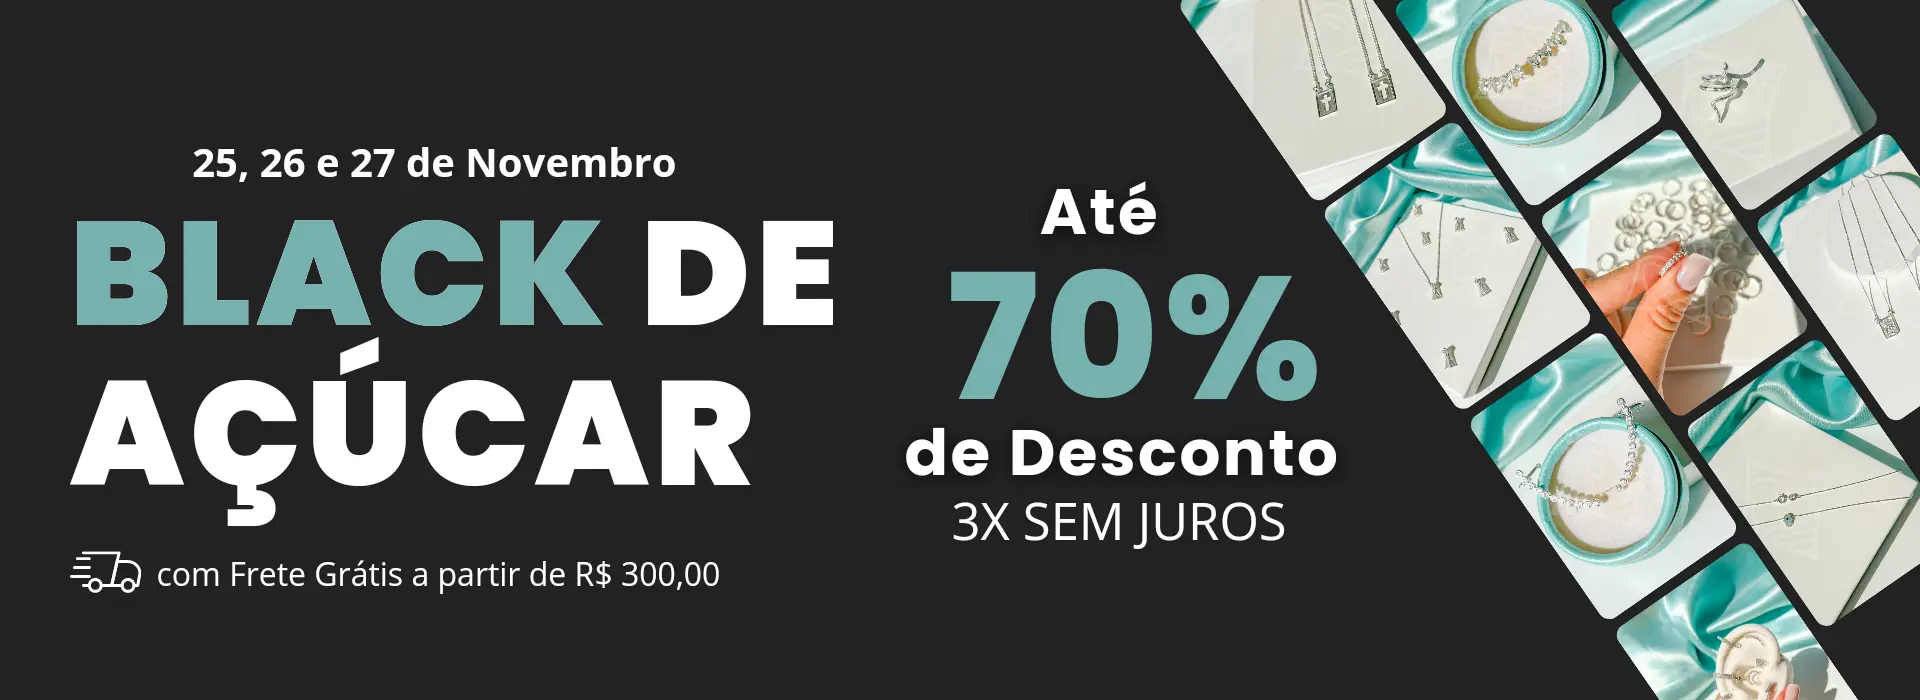 25, 26 e 27 de Novembro
BLACK DE
AÇÚCAR
com Frete Grátis a partir de R$ 300,00
Até
70%
de Desconto
3X SEM JUROS